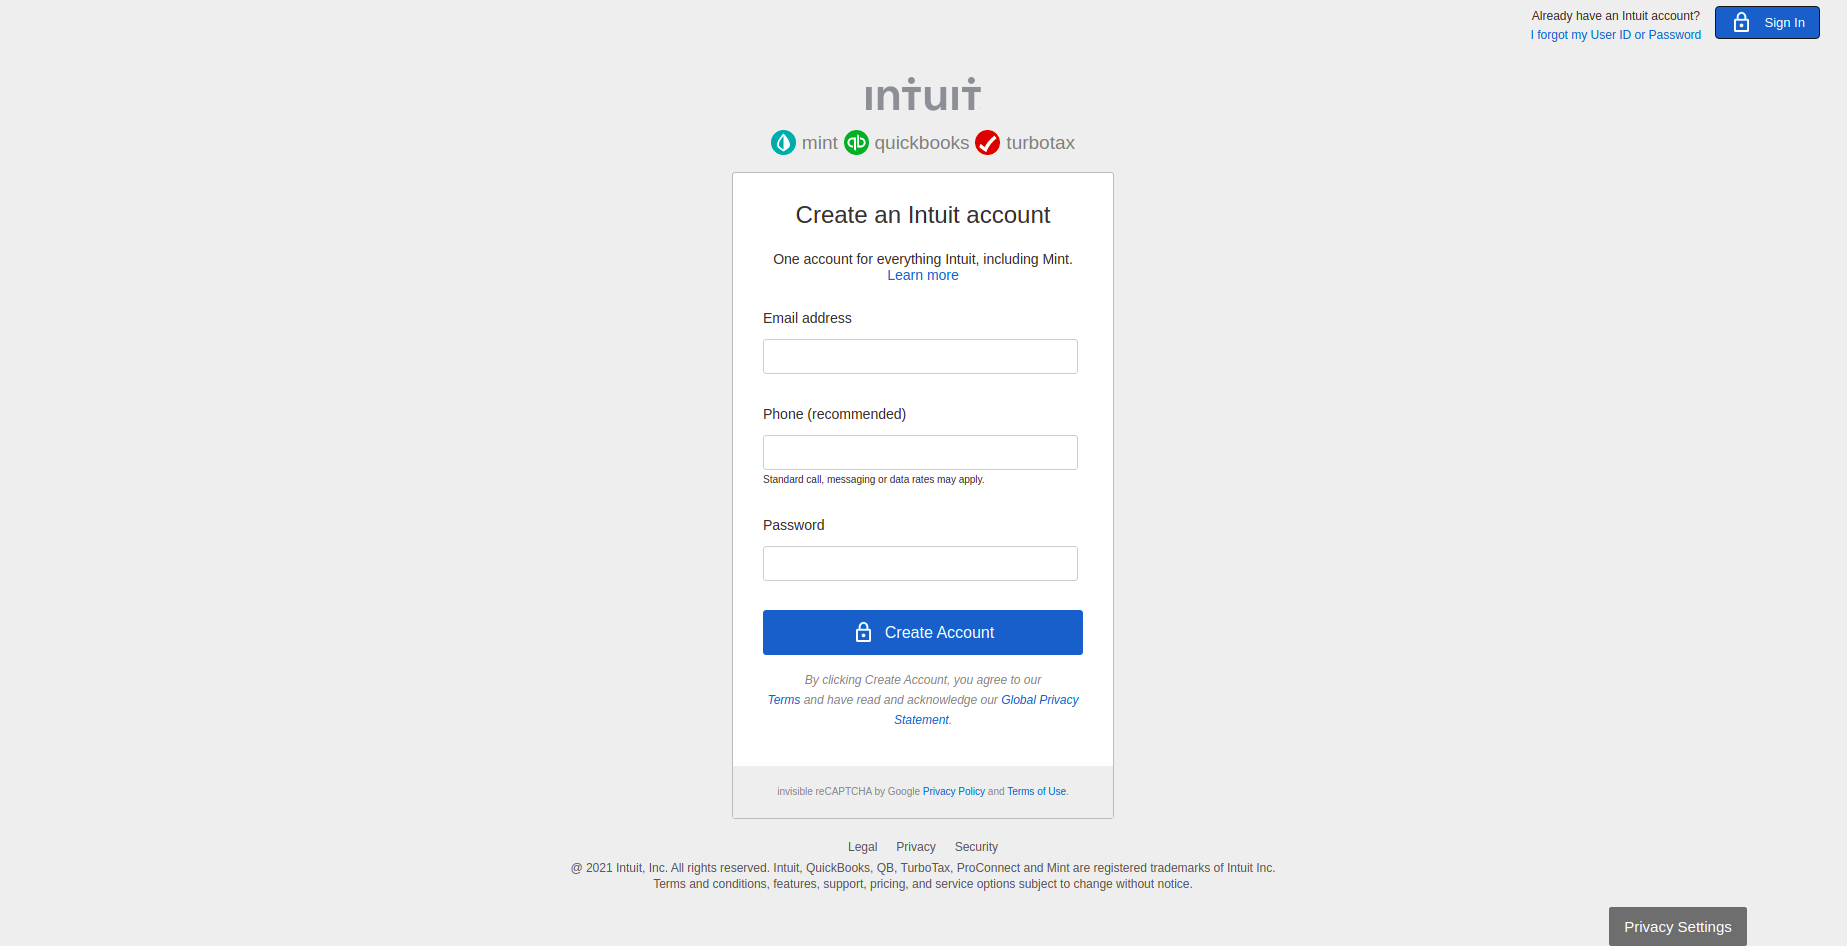 Already have an Intuit account?
I forgot my User ID or Password
Sign In
intuit
mint quickbooks turbotax
Create an Intuit account
One account for everything Intuit, including Mint.
Learn more
Email address
Phone (recommended)
Standard call, messaging or data rates may apply.
Password
Create Account
By clicking Create Account, you agree to our
Terms and have read and acknowledge our Global Privacy
Statement.
invisible reCAPTCHA by Google Privacy Policy and Terms of Use.
Legal Privacy Security
@ 2021 Intuit, Inc. All rights reserved. Intuit, QuickBooks, QB, TurboTax, ProConnect and Mint are registered trademarks of Intuit Inc.
Terms and conditions, features, support, pricing, and service options subject to change without notice.
Privacy Settings